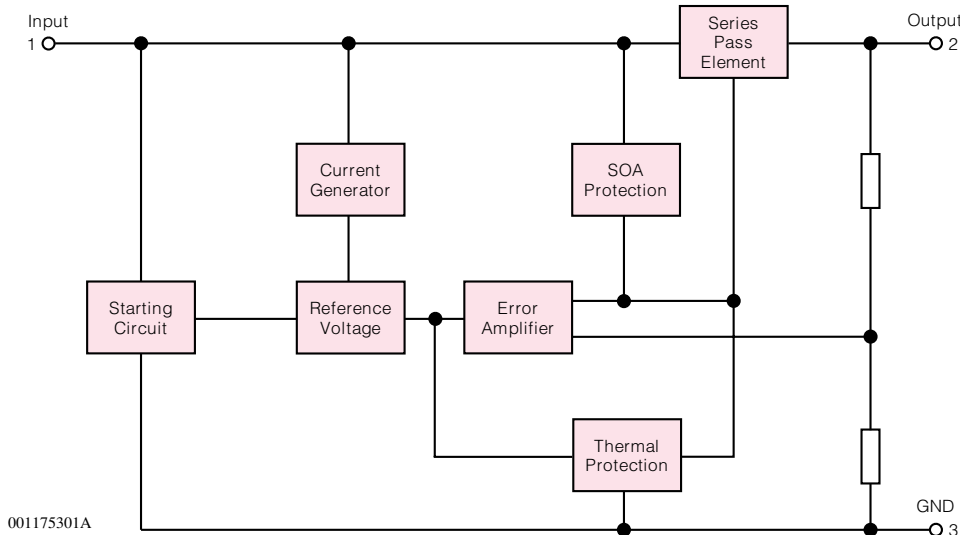 Input
1
Series
Pass
Element
Output
2
Current
Generator
SOA
Protection
Starting
Circuit
Reference
Voltage
Error
Amplifier
Thermal
Protection
001175301A
GND
3